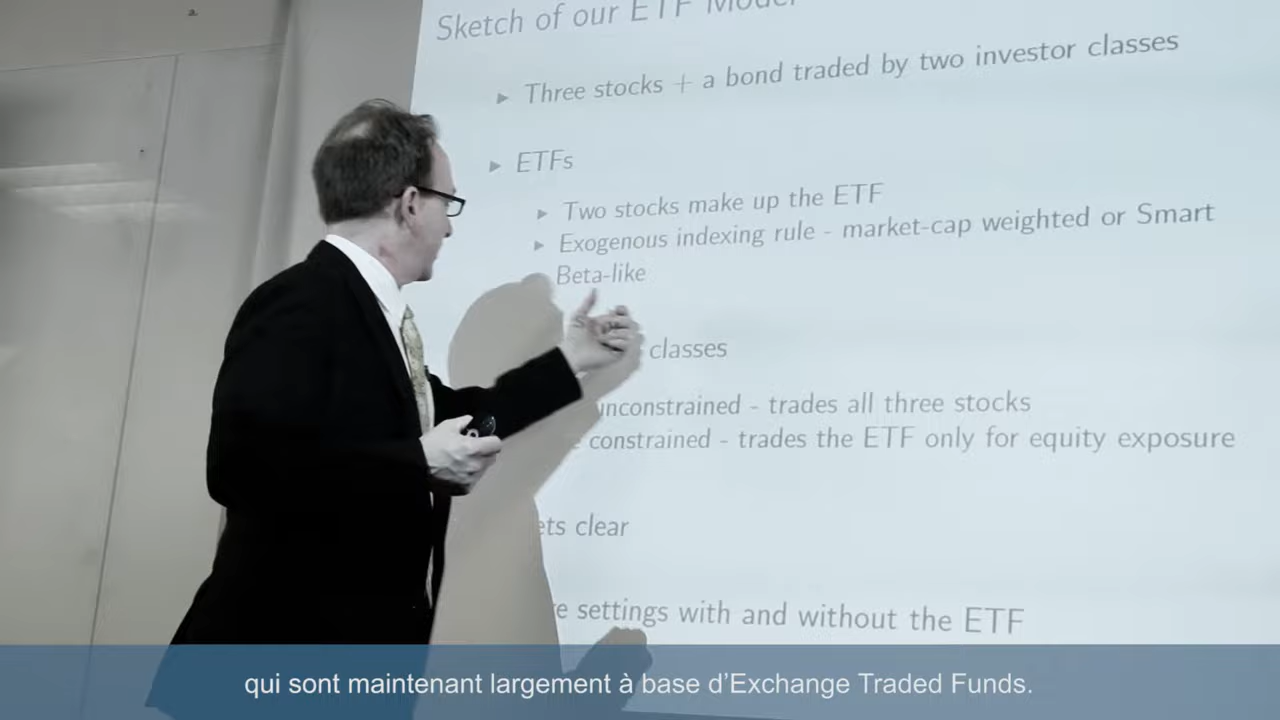 Sketch of our ETF Model
▶ Three stocks + a bond traded by two investor classes
▶ ETFs
▶ Two stocks make up the ETF
▶ Exogenous indexing rule - market-cap weighted or Smart
Beta-like
classes
unconstrained - trades all three stocks
constrained - trades the ETF only for equity exposure
clear
settings with and without the ETF
qui sont maintenant largement à base d’Exchange Traded Funds.